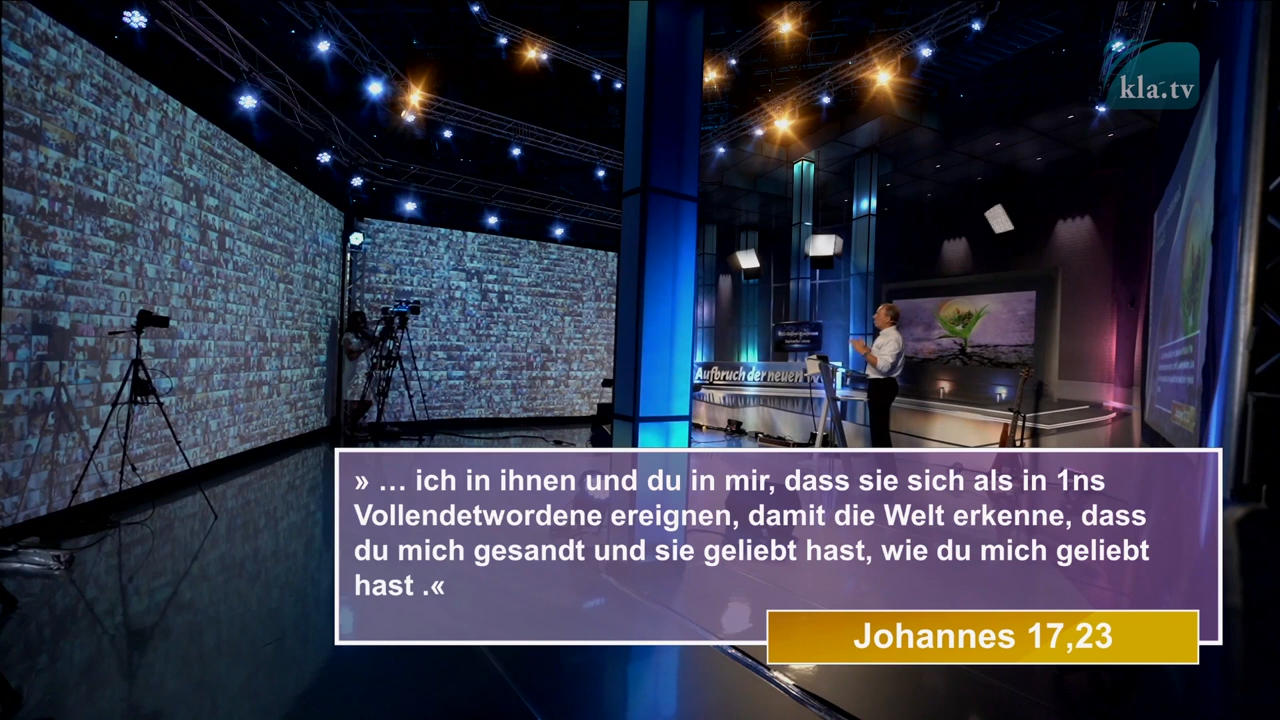 kla.tv
Aufbruch der neuen
» … ich in ihnen und du in mir, dass sie sich als in 1ns
Vollendetwordene ereignen, damit die Welt erkenne, dass
du mich gesandt und sie geliebt hast, wie du mich geliebt
hast .«
Johannes 17,23